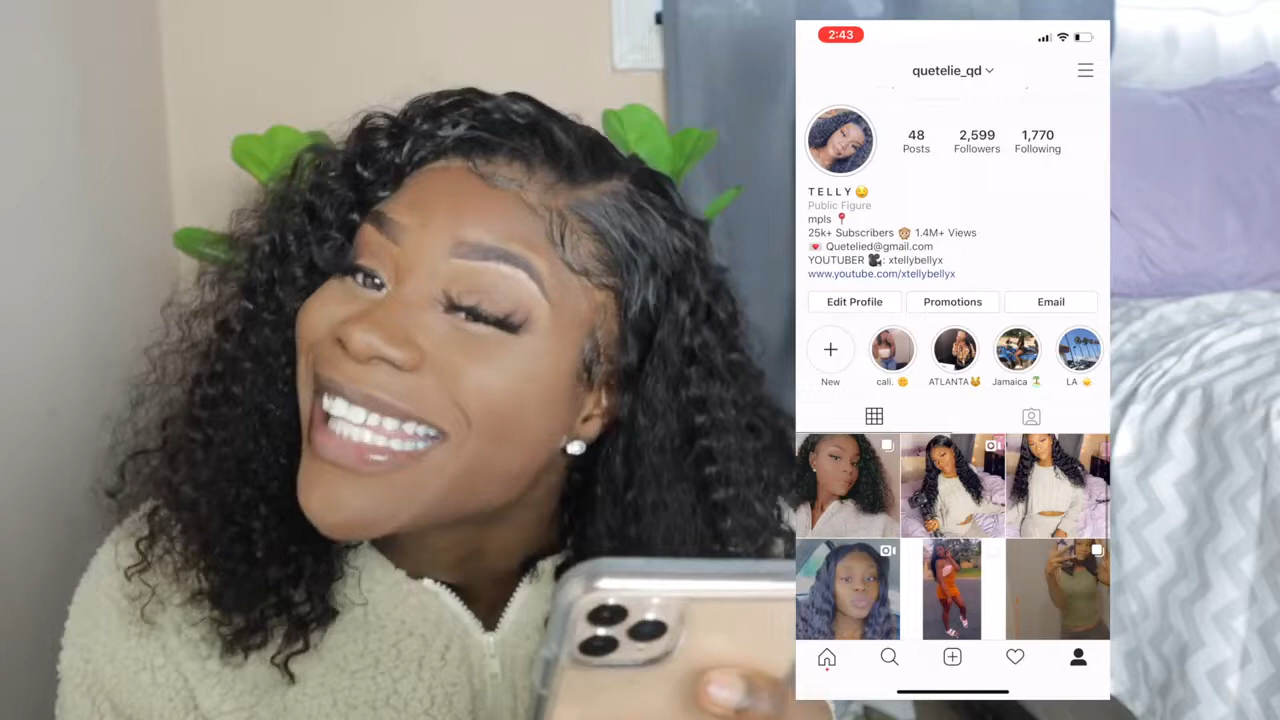 2:43
quetelie_qd
48 2,599 1,770
Posts Followers Following
T E L L Y 😌
Public Figure
mpls 📍
25k+ Subscribers 🙊 1.4M+ Views
💌 Quetelied@gmail.com
YOUTUBER 🎥: xtellybellyx
www.youtube.com/xtellybellyx
Edit Profile Promotions Email
New cali. 🌞 ATLANTA😻 Jamaica 🏝 LA ☀️